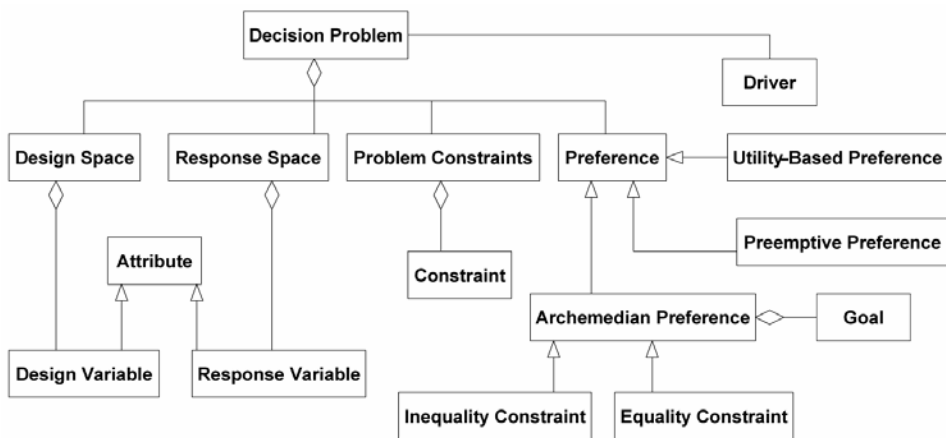 Decision Problem
Driver
Design Space
Response Space
Problem Constraints
Preference
Utility-Based Preference
Preemptive Preference
Attribute
Constraint
Archemedian Preference
Goal
Design Variable
Response Variable
Inequality Constraint
Equality Constraint